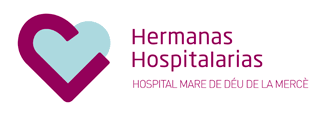 Hermanas
Hospitalarias
HOSPITAL MARE DE DÉU DE LA MERCÈ